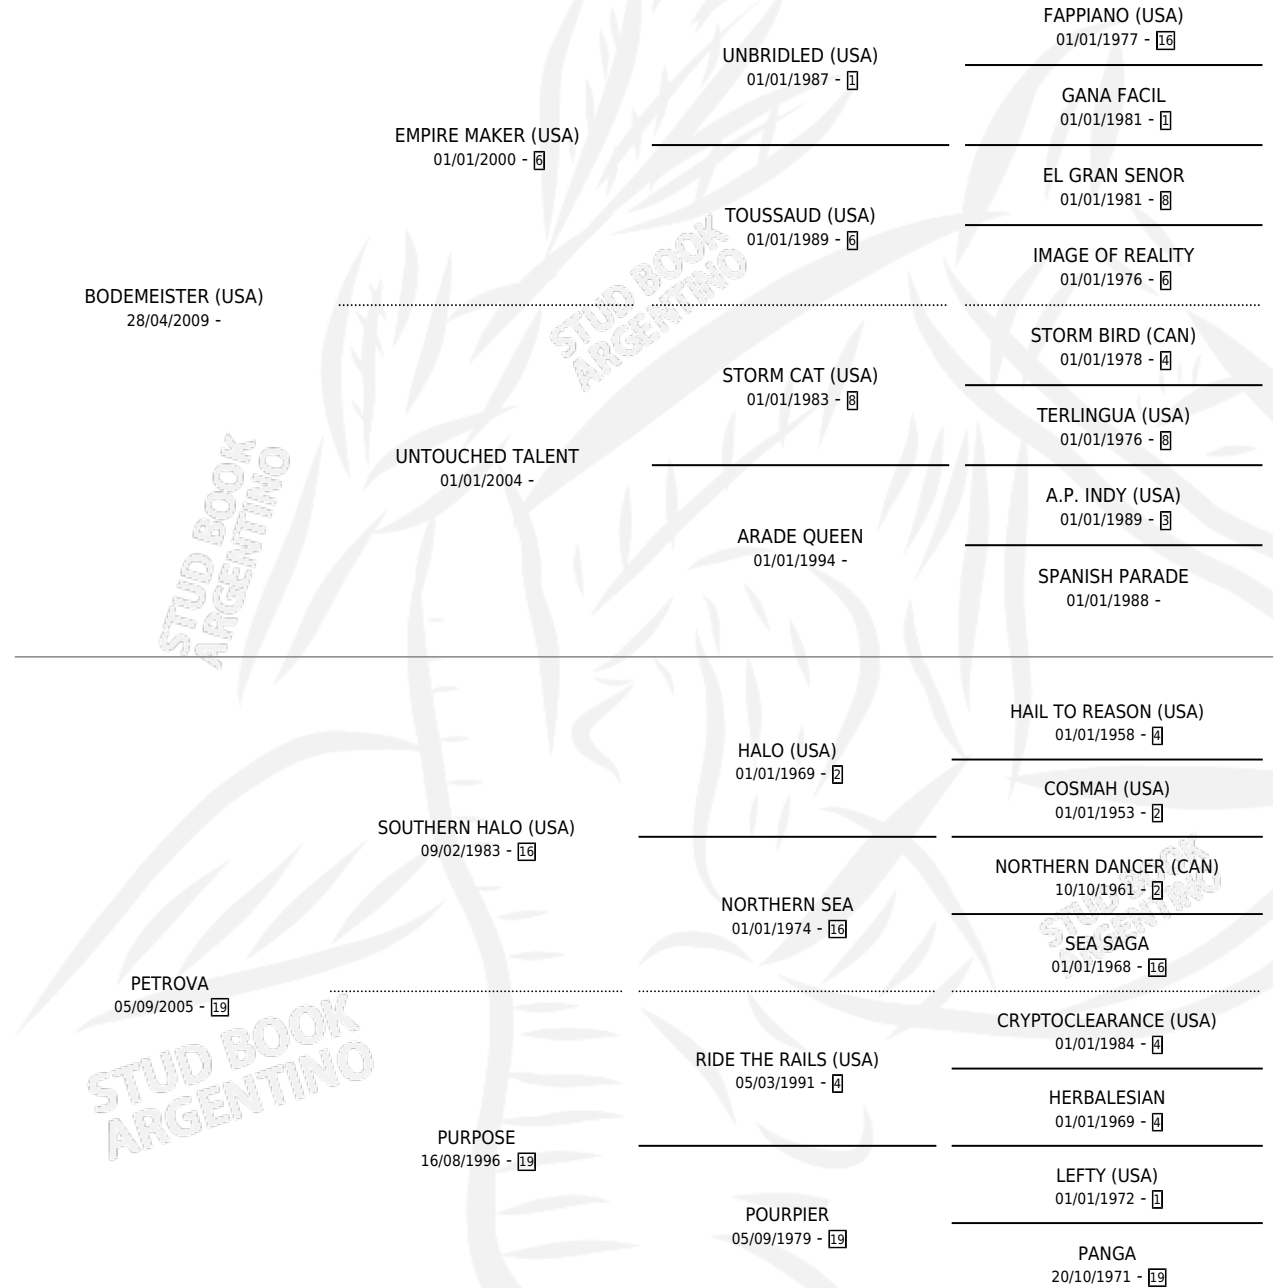 FAPPIANO (USA)
01/01/1977 - 16
UNBRIDLED (USA)
01/01/1987 - 1
GANA FACIL
01/01/1981 - 1
EMPIRE MAKER (USA)
01/01/2000 - 6
EL GRAN SENOR
01/01/1981 - 8
TOUSSAUD (USA)
01/01/1989 - 6
IMAGE OF REALITY
01/01/1976 - 6
BODEMEISTER (USA)
28/04/2009 -
STORM BIRD (CAN)
01/01/1978 - 4
STORM CAT (USA)
01/01/1983 - 8
TERLINGUA (USA)
01/01/1976 - 8
UNTOUCHED TALENT
01/01/2004 -
A.P. INDY (USA)
01/01/1989 - 3
ARADE QUEEN
01/01/1994 -
SPANISH PARADE
01/01/1988 -
HAIL TO REASON (USA)
01/01/1958 - 4
HALO (USA)
01/01/1969 - 2
COSMAH (USA)
01/01/1953 - 2
SOUTHERN HALO (USA)
09/02/1983 - 16
NORTHERN DANCER (CAN)
10/10/1961 - 2
NORTHERN SEA
01/01/1974 - 16
SEA SAGA
01/01/1968 - 16
PETROVA
05/09/2005 - 19
CRYPTOCLEARANCE (USA)
01/01/1984 - 4
RIDE THE RAILS (USA)
05/03/1991 - 4
HERBALESIAN
01/01/1969 - 4
PURPOSE
16/08/1996 - 19
LEFTY (USA)
01/01/1972 - 1
POURPIER
05/09/1979 - 19
PANGA
20/10/1971 - 19
STUD BOOK
ARGENTINO
STUD BOOK
ARGENTINO
STUD BOOK
ARGENTINO
STUD BOOK
ARGENTINO